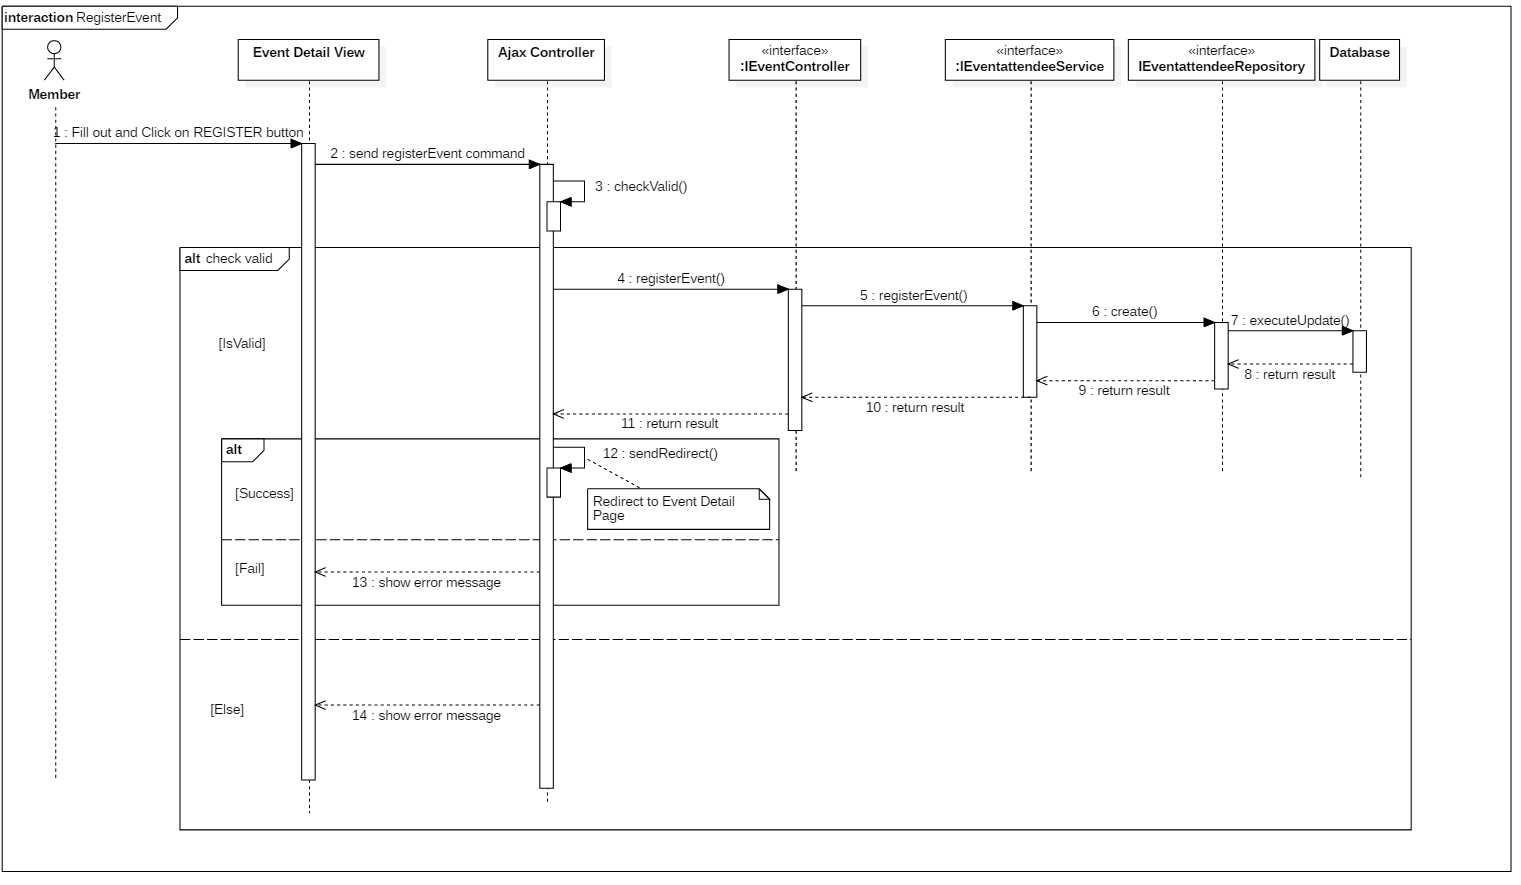 interaction RegisterEvent
Member
Event Detail View
Ajax Controller
«interface»
:IEventController
«interface»
:IEventattendeeService
«interface»
IEventattendeeRepository
Database
1 : Fill out and Click on REGISTER button
2 : send registerEvent command
3 : checkValid()
alt check valid
4 : registerEvent()
5 : registerEvent()
6 : create()
7 : executeUpdate()
[IsValid]
8 : return result
9 : return result
10 : return result
11 : return result
alt
12 : sendRedirect()
[Success]
Redirect to Event Detail
Page
[Fail]
13 : show error message
[Else]
14 : show error message